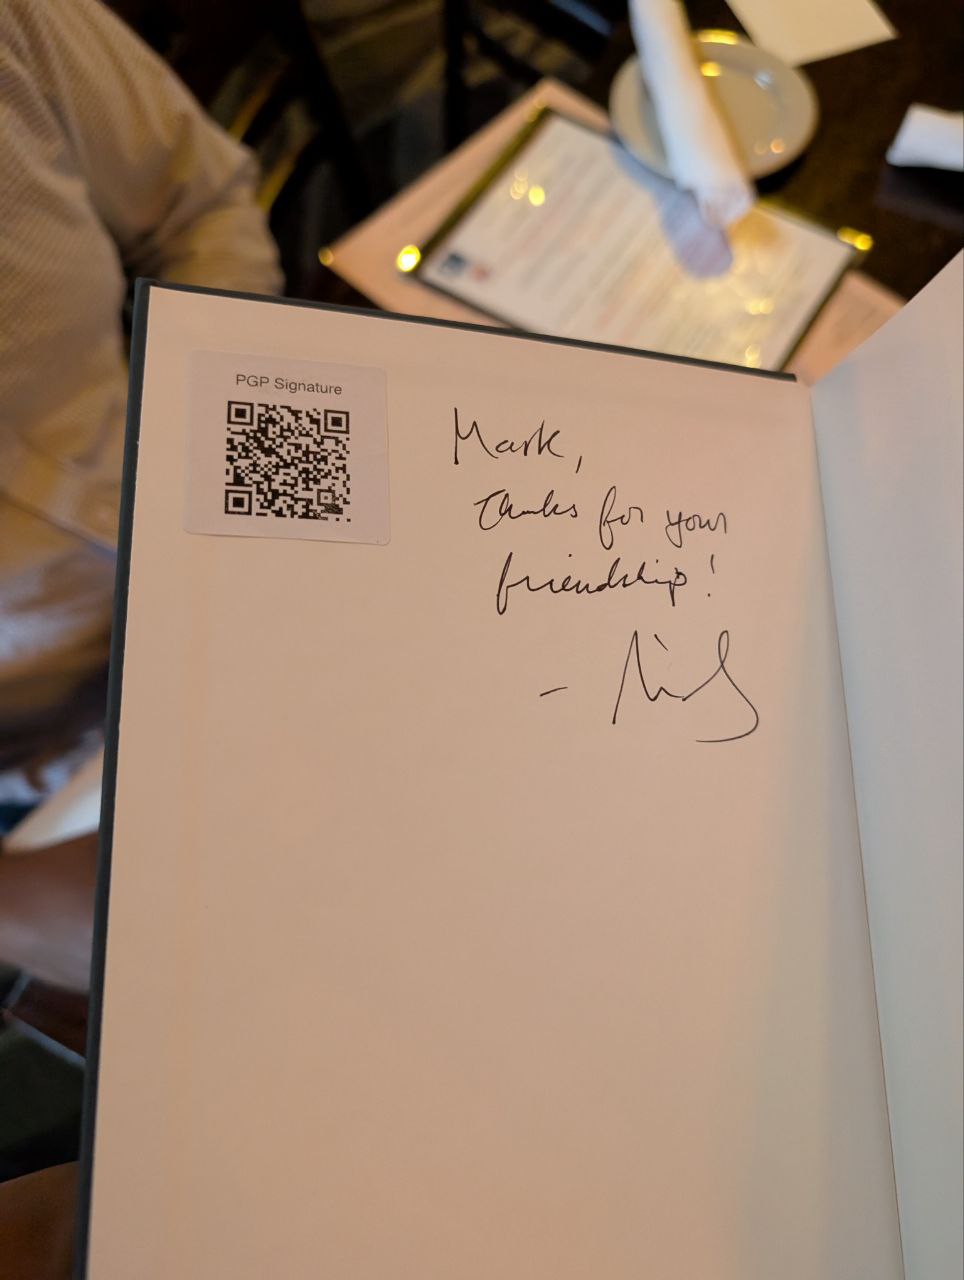 PGP Signature
Mark,
Thanks for your
friendship!